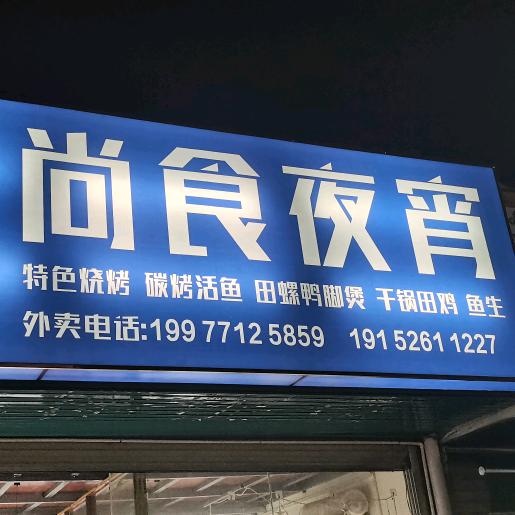 尚食夜宵
特色烧烤 碳烤活鱼 田螺鸭脚煲 干锅田鸡 鱼生
外卖电话:199 7712 5859 191 5261 1227